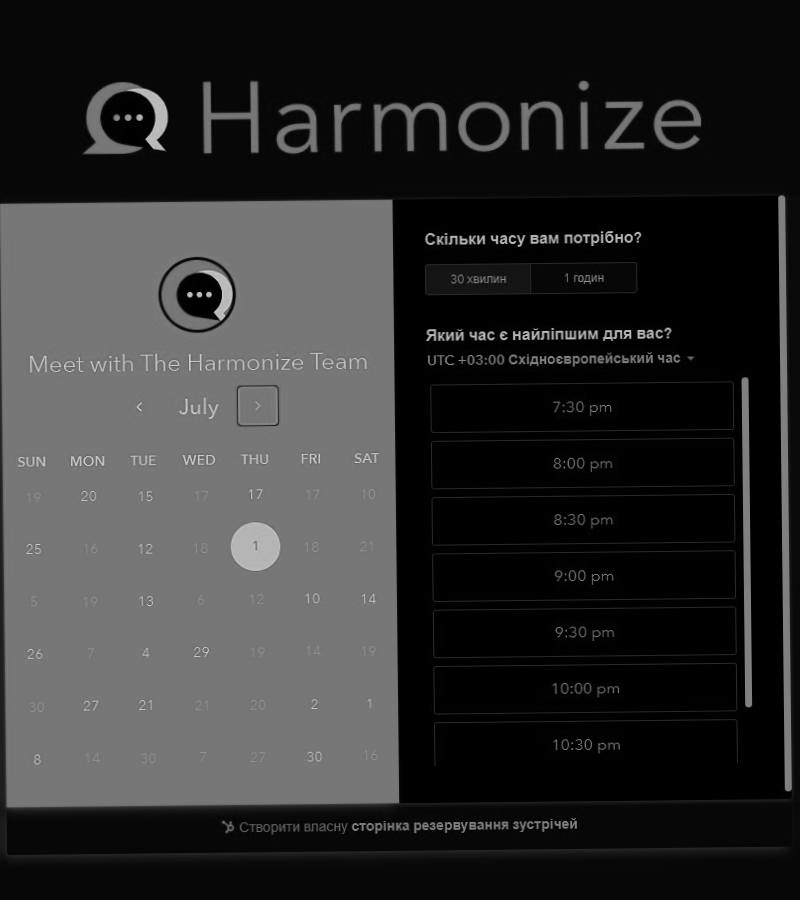 Harmonize
Meet with The Harmonize Team
July
SUN MON TUE WED THU FRI SAT
19 20 15 17 17 17 10
25 16 12 18 1 18 21
5 19 13 6 12 10 14
26 7 4 29 19 14 19
30 27 21 21 20 2 1
8 14 30 7 27 30 16
Скільки часу вам потрібно?
30 хвилин 1 годин
Який час є найліпшим для вас?
UTC +03:00 Східноєвропейський час
7:30 pm
8:00 pm
8:30 pm
9:00 pm
9:30 pm
10:00 pm
10:30 pm
Створити власну сторінка резервування зустрічей